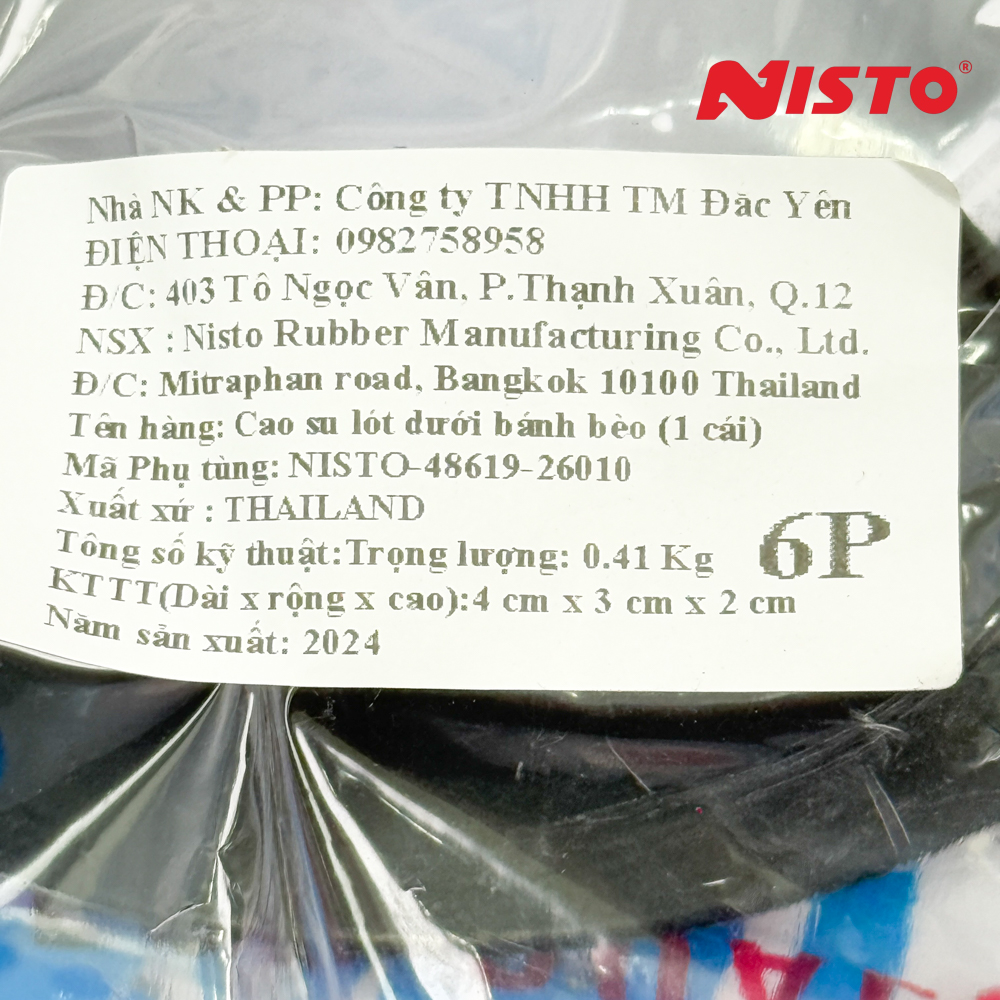 NISTO®
Nhà NK & PP: Công ty TNHH TM Đăc Yên
ĐIỆN THOẠI: 0982758958
Đ/C: 403 Tô Ngọc Vân, P.Thạnh Xuân, Q.12
NSX : Nisto Rubber Manufacturing Co., Ltd.
Đ/C: Mitraphan road, Bangkok 10100 Thailand
Tên hàng: Cao su lót dưới bánh bèo (1 cái)
Mã Phụ tùng: NISTO-48619-26010
Xuất xứ : THAILAND
Tông số kỹ thuật:Trọng lượng: 0.41 Kg
6P
KTTT(Dài x rộng x cao):4 cm x 3 cm x 2 cm
Năm sản xuất: 2024